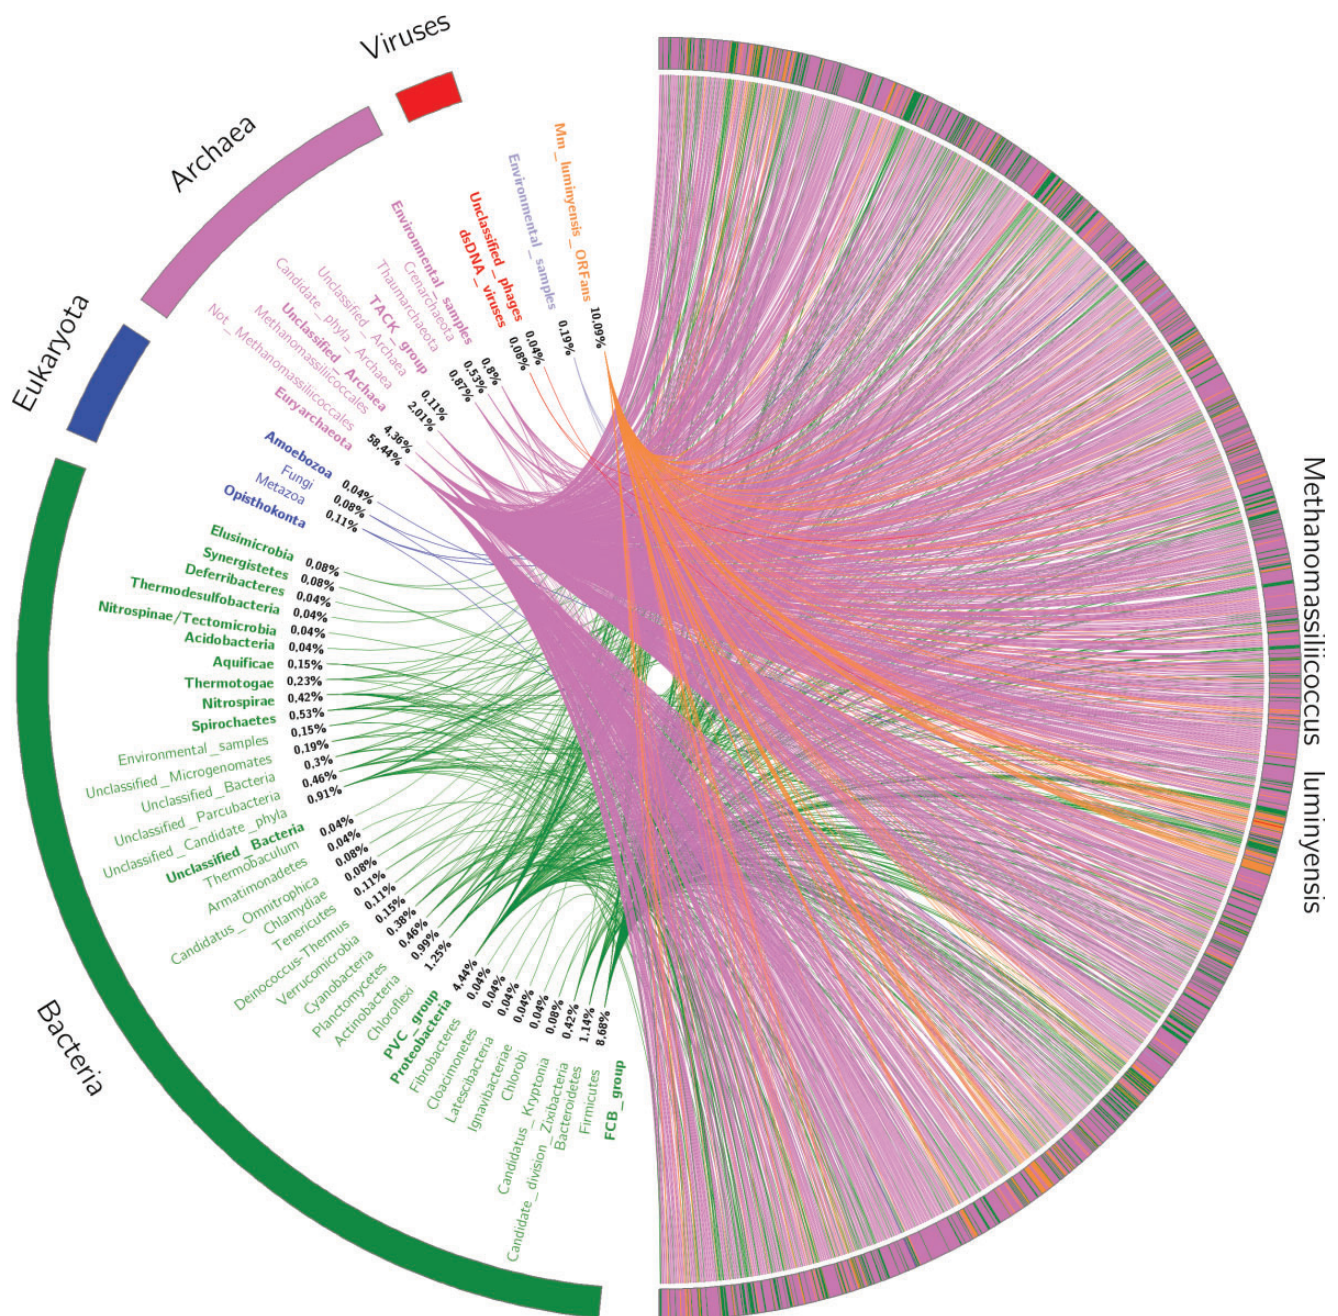 Viruses
Archaea
Eukaryota
Bacteria
Methanomassiliicoccus luminyensis
Mm_luminyensis_ORFans
Environmental_samples
Unclassified_phages
dsDNA_viruses
Environmental_samples
Crenarchaeota
Thaumarchaeota
TACK_group
Unclassified_Archaea
Candidate_phyla_Archaea
Unclassified_Archaea
Methanomassiliicoccales
Not_Methanomassiliicoccales
Euryarchaeota
Amoebozoa
Fungi
Metazoa
Opisthokonta
Elusimicrobia
Synergistetes
Deferribacteres
Thermodesulfobacteria
Nitrospinae/Tectomicrobia
Acidobacteria
Aquificae
Thermotogae
Nitrospirae
Spirochaetes
Environmental_samples
Unclassified_Microgenomates
Unclassified_Bacteria
Unclassified_Parcubacteria
Unclassified_Candidate_phyla
Unclassified_Bacteria
Thermobaculum
Armatimonadetes
Candidatus_Omnitrophica
Chlamydiae
Tenericutes
Deinococcus-Thermus
Verrucomicrobia
Cyanobacteria
Planctomycetes
Actinobacteria
Chloroflexi
PVC_group
Proteobacteria
Fibrobacteres
Cloacimonetes
Latescibacteria
Ignavibacteriae
Chlorobi
Candidatus_Kryptonia
Candidate_division_Zixibacteria
Bacteroidetes
Firmicutes
FCB_group
10.09%
0.19%
0.04%
0.08%
0.8%
0.53%
0.87%
0.11%
2.01%
4.36%
58.44%
0.04%
0.08%
0.11%
0.08%
0.08%
0.04%
0.04%
0.04%
0.04%
0.15%
0.23%
0.42%
0.53%
0.15%
0.19%
0.3%
0.46%
0.91%
0.04%
0.04%
0.08%
0.08%
0.11%
0.11%
0.15%
0.38%
0.46%
0.99%
1.25%
4.44%
0.04%
0.04%
0.04%
0.04%
0.04%
0.08%
0.42%
1.14%
8.68%